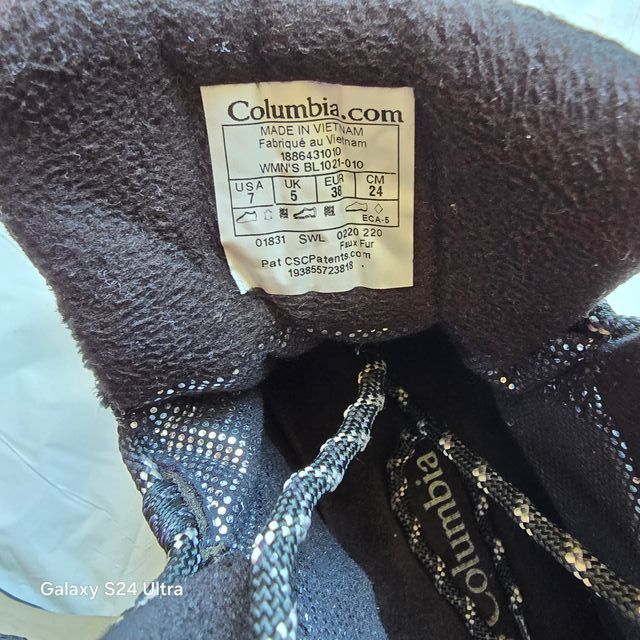 Columbia.com
MADE IN VIETNAM
Fabriqué au Vietnam
1886431010
WMN'S BL1021-010
USA UK EUR CM
7 5 38 24
ECA-5
01831 SWL 0220 220
Faux Fur
Pat CSCPatents.com
193855723818
Columbia
Galaxy S24 Ultra